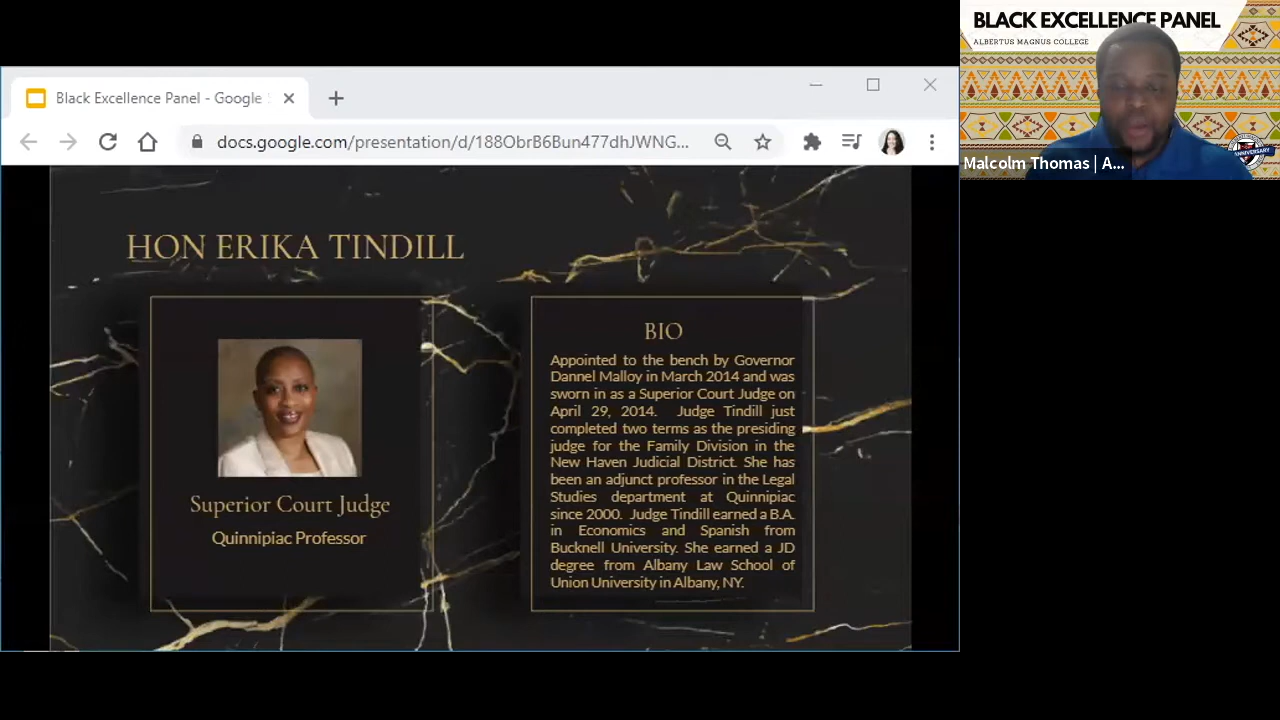 BLACK EXCELLENCE PANEL
ALBERTUS MAGNUS COLLEGE
ANNIVERSARY
Malcolm Thomas | A...
Black Excellence Panel - Google
docs.google.com/presentation/d/188ObrB6Bun477dhJWNG...
HON ERIKA TINDILL
Superior Court Judge
Quinnipiac Professor
BIO
Appointed to the bench by Governor
Dannel Malloy in March 2014 and was
sworn in as a Superior Court Judge on
April 29, 2014. Judge Tindill just
completed two terms as the presiding
judge for the Family Division in the
New Haven Judicial District. She has
been an adjunct professor in the Legal
Studies department at Quinnipiac
since 2000. Judge Tindill earned a B.A.
in Economics and Spanish from
Bucknell University. She earned a JD
degree from Albany Law School of
Union University in Albany, NY.